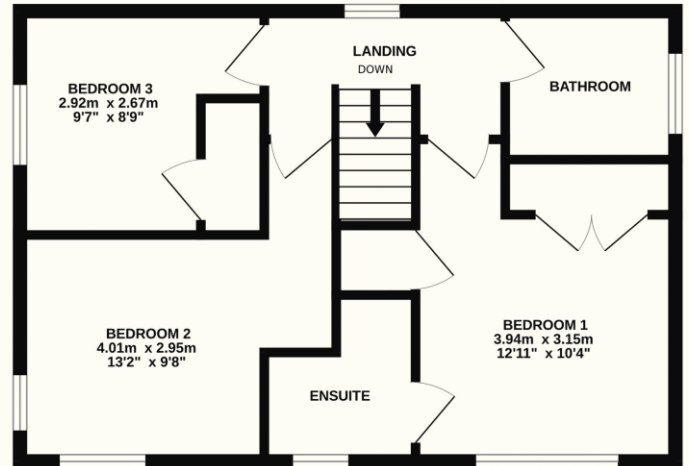 LANDING
DOWN
BEDROOM 3
2.92m x 2.67m
9'7" x 8'9"
BATHROOM
BEDROOM 2
4.01m x 2.95m
13'2" x 9'8"
BEDROOM 1
3.94m x 3.15m
12'11" x 10'4"
ENSUITE